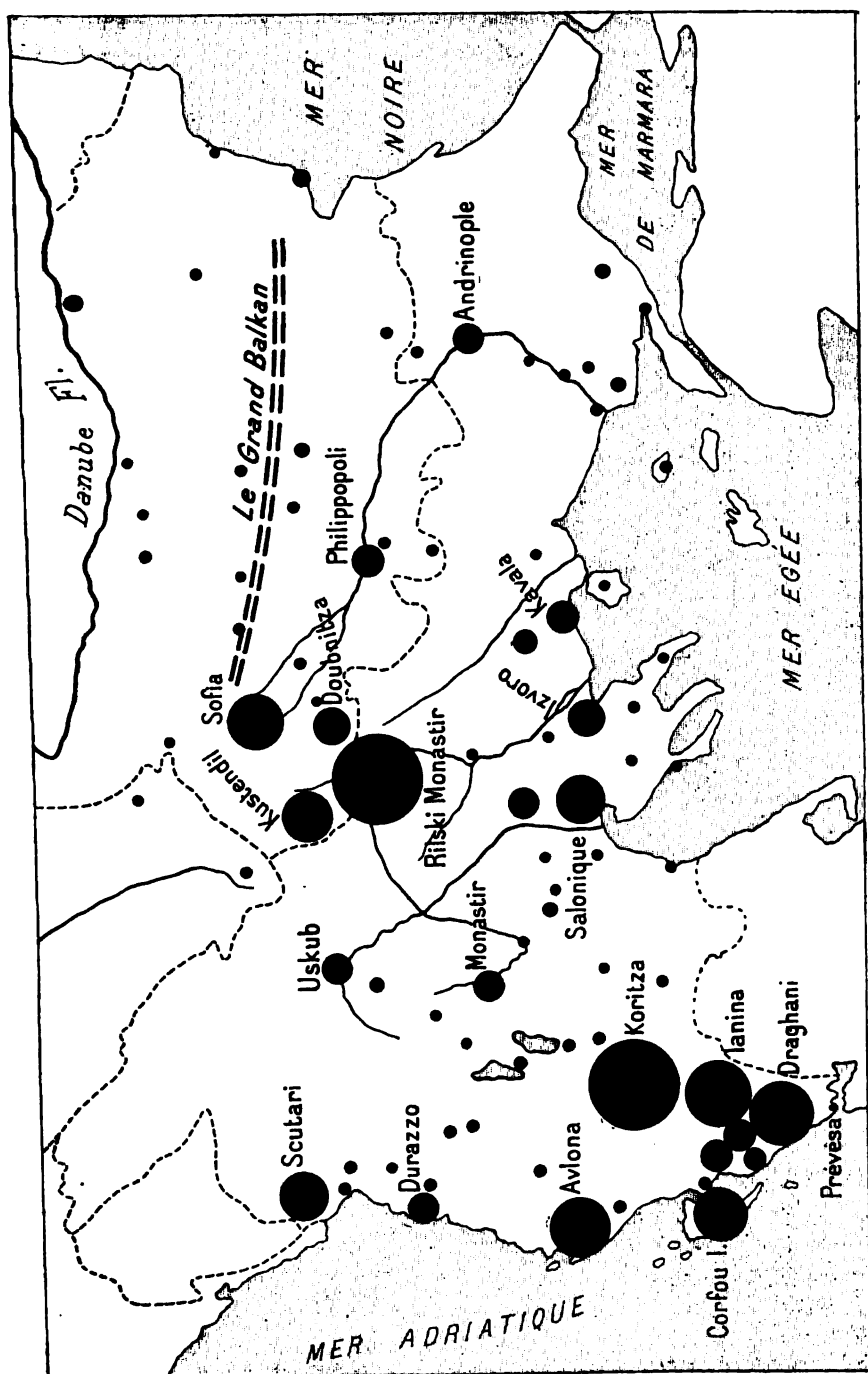 MER
NOIRE
MER
DE MARMARA
Danube Fl.
Le Grand Balkan
Andrinople
Philippopoli
Sofia
Doubnitza
Kustendil
Rilski Monastir
Kavala
Izvoro
MER EGÉE
Uskub
Monastir
Salonique
Scutari
Durazzo
Koritza
Ianina
Draghani
Avlona
Prévésa
Corfou I.
MER ADRIATIQUE